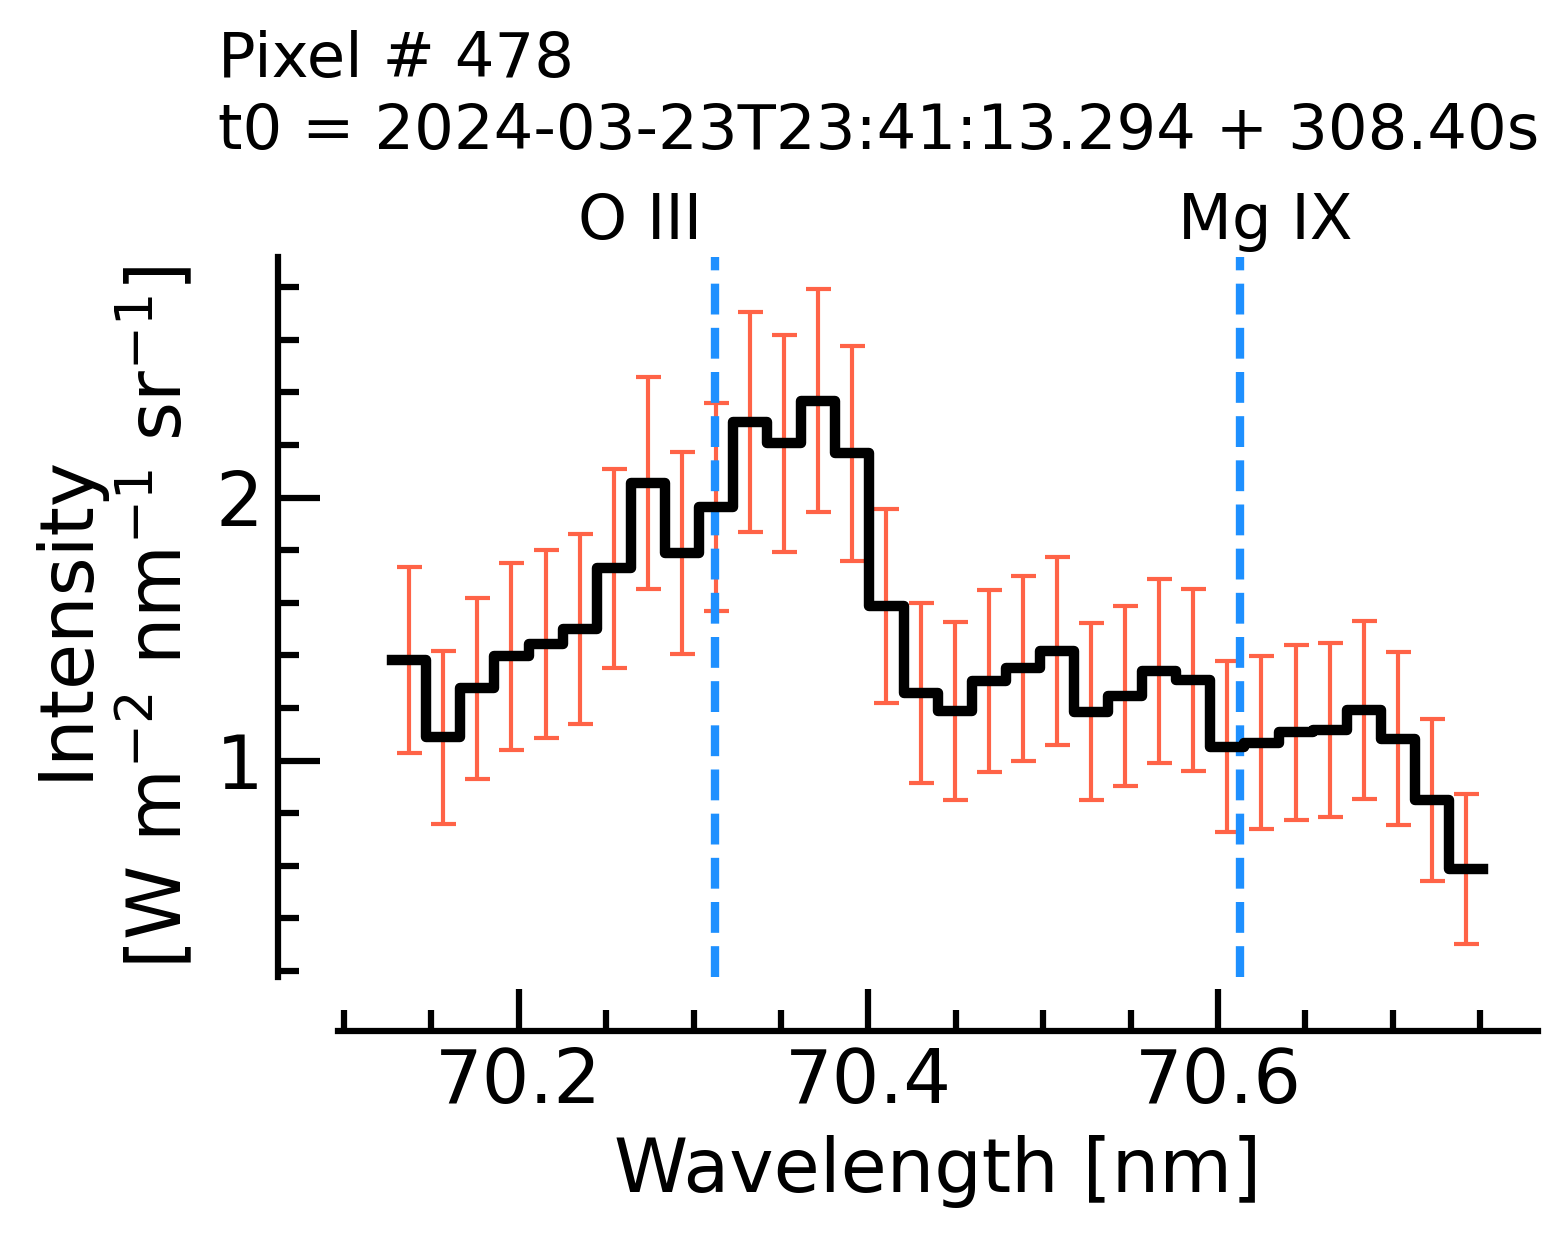 Pixel # 478
t0 = 2024-03-23T23:41:13.294 + 308.40s
O III
Mg IX
Intensity
[W m⁻² nm⁻¹ sr⁻¹]
2
1
70.2
70.4
70.6
Wavelength [nm]